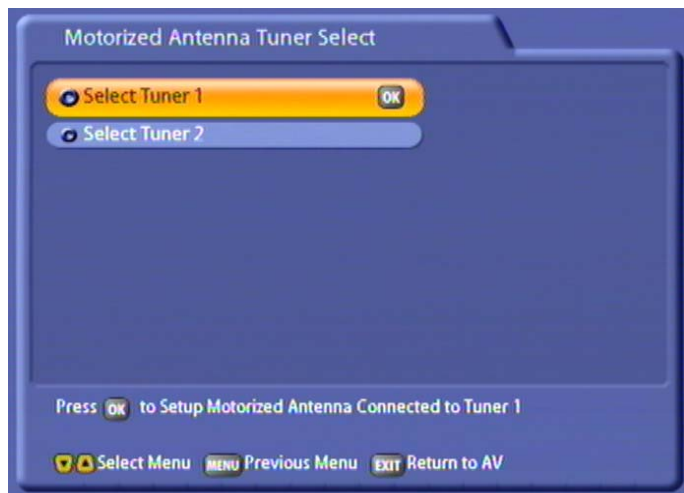 Motorized Antenna Tuner Select
Select Tuner 1 OK
Select Tuner 2
Press OK to Setup Motorized Antenna Connected to Tuner 1
Select Menu MENU Previous Menu EXIT Return to AV